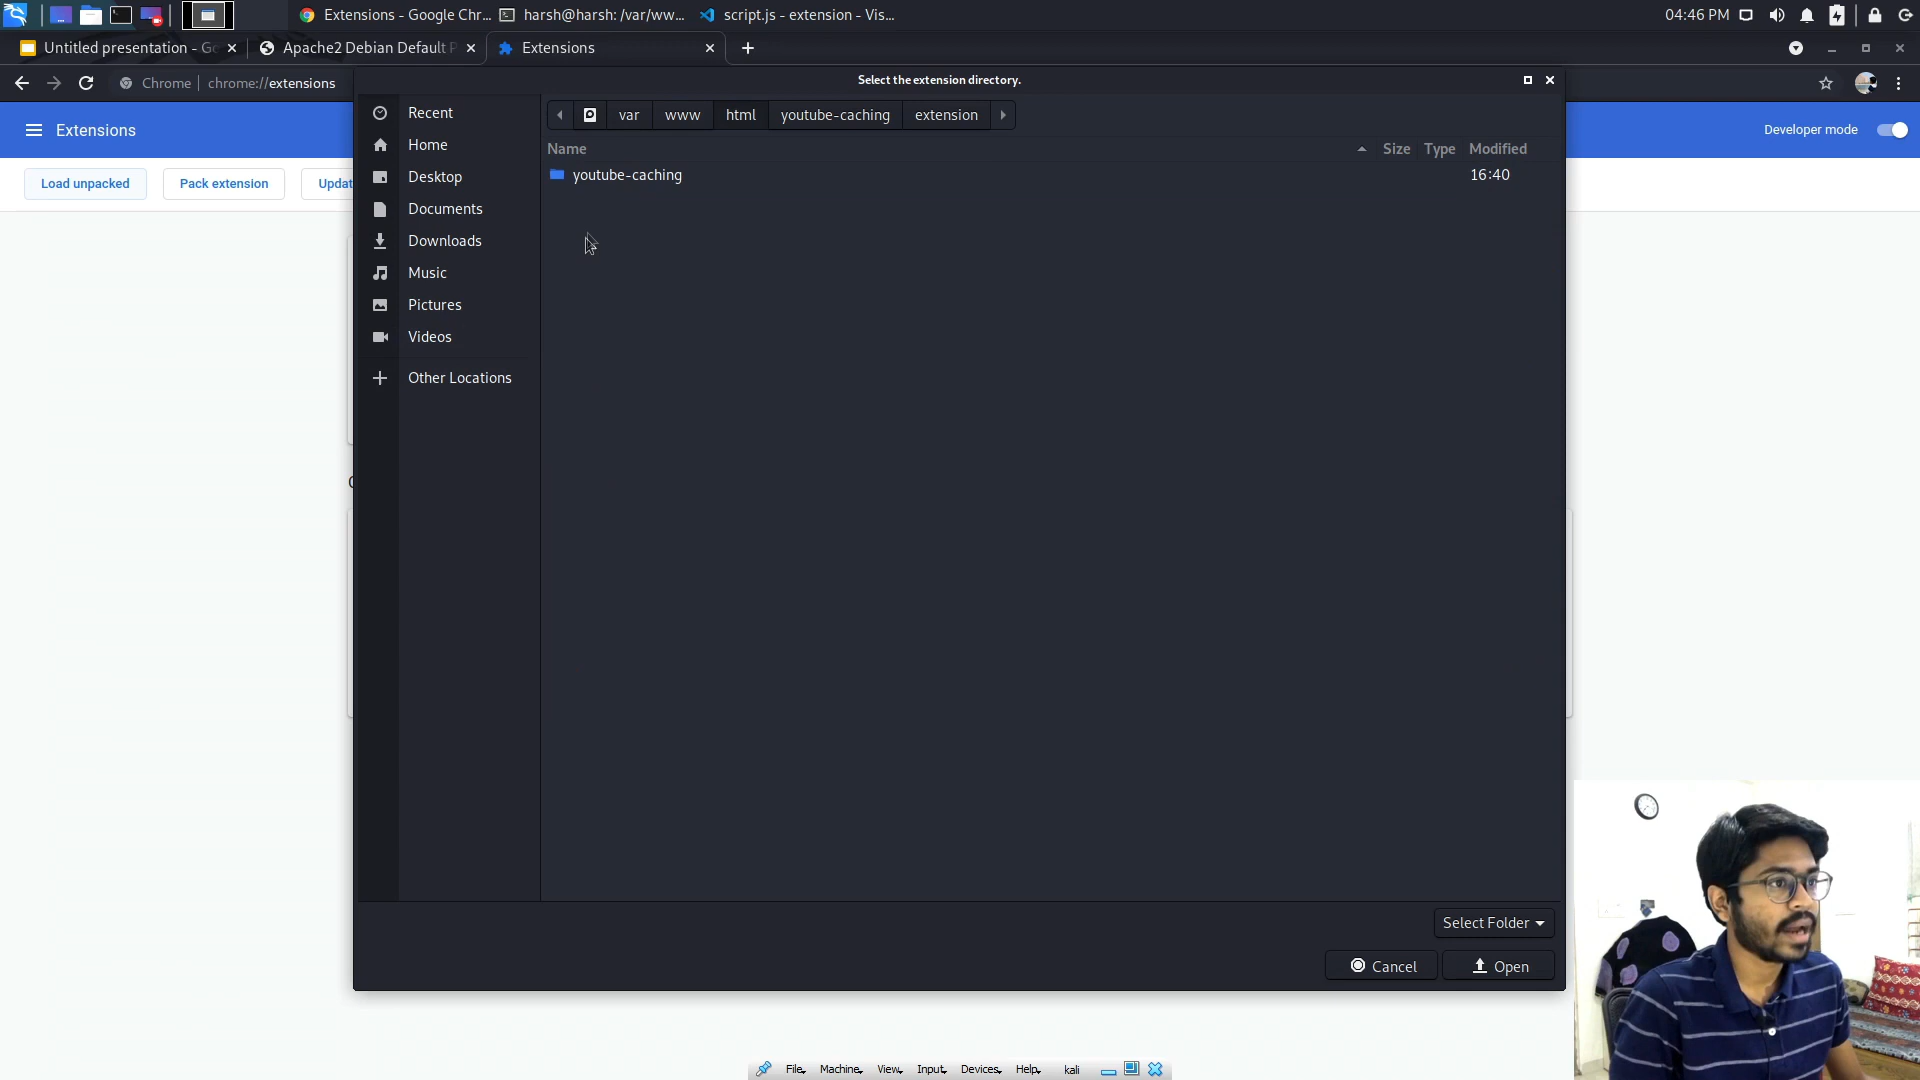 Extensions - Google Chr...
harsh@harsh: /var/ww...
script.js - extension - Vis...
04:46 PM
Untitled presentation - Go
Apache2 Debian Default P
Extensions
Chrome
chrome://extensions
Select the extension directory.
Extensions
Developer mode
Load unpacked
Pack extension
Updat
Recent
Home
Desktop
Documents
Downloads
Music
Pictures
Videos
Other Locations
var
www
html
youtube-caching
extension
Name
Size
Type
Modified
youtube-caching
16:40
Select Folder
Cancel
Open
File
Machine
View
Input
Devices
Help
kali